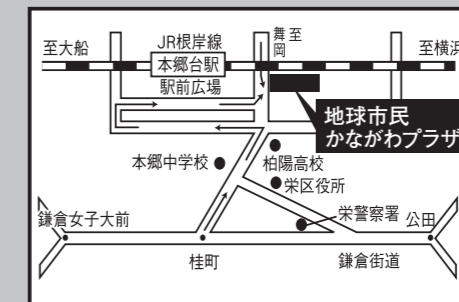 至大船
JR根岸線
舞岡
至
至横浜
本郷台駅
駅前広場
地球市民
かながわプラザ
本郷中学校
柏陽高校
栄区役所
鎌倉女子大前
栄警察署
公田
桂町
鎌倉街道